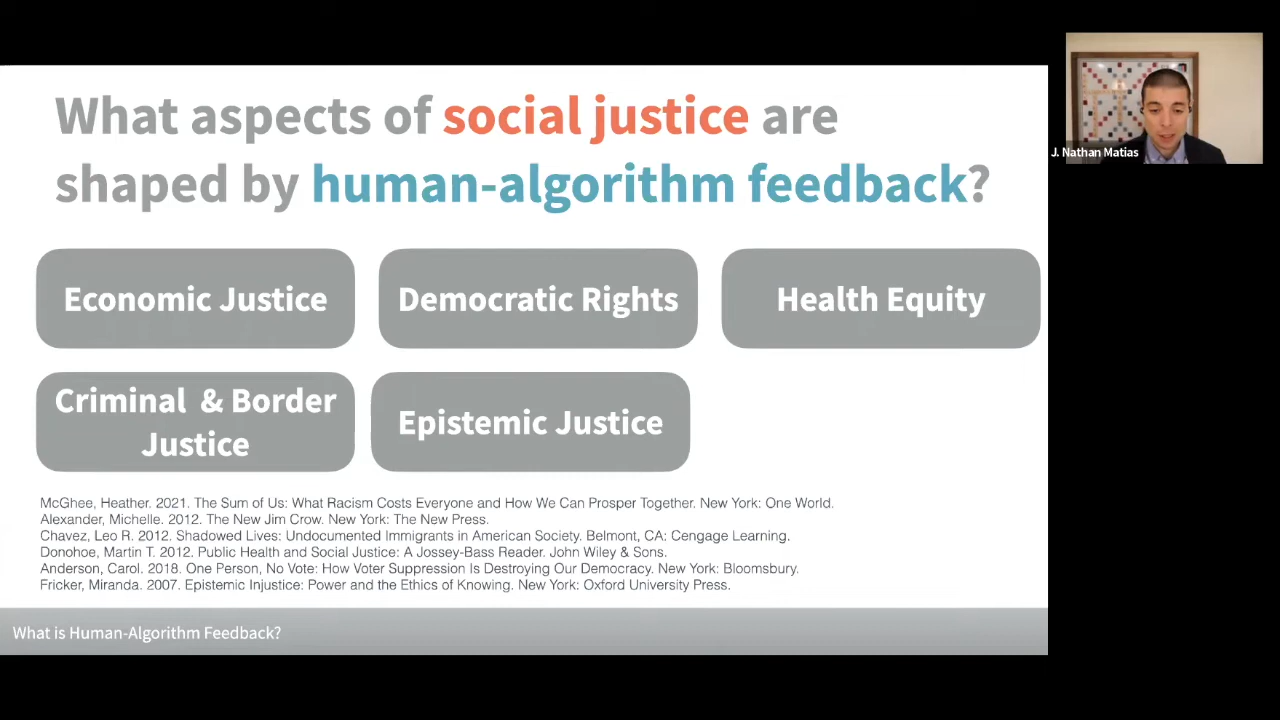 What aspects of social justice are
shaped by human-algorithm feedback?
Economic Justice
Democratic Rights
Health Equity
Criminal & Border
Justice
Epistemic Justice
McGhee, Heather. 2021. The Sum of Us: What Racism Costs Everyone and How We Can Prosper Together. New York: One World.
Alexander, Michelle. 2012. The New Jim Crow. New York: The New Press.
Chavez, Leo R. 2012. Shadowed Lives: Undocumented Immigrants in American Society. Belmont, CA: Cengage Learning.
Donohoe, Martin T. 2012. Public Health and Social Justice: A Jossey-Bass Reader. John Wiley & Sons.
Anderson, Carol. 2018. One Person, No Vote: How Voter Suppression Is Destroying Our Democracy. New York: Bloomsbury.
Fricker, Miranda. 2007. Epistemic Injustice: Power and the Ethics of Knowing. New York: Oxford University Press.
What is Human-Algorithm Feedback?
J. Nathan Matias